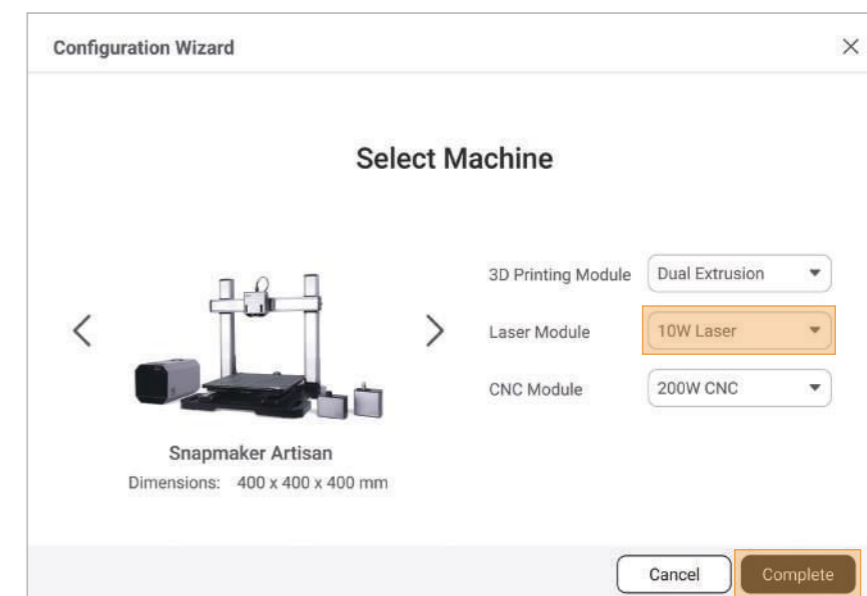 Configuration Wizard
Select Machine
3D Printing Module Dual Extrusion
Laser Module 10W Laser
CNC Module 200W CNC
Snapmaker Artisan
Dimensions: 400 x 400 x 400 mm
Cancel Complete